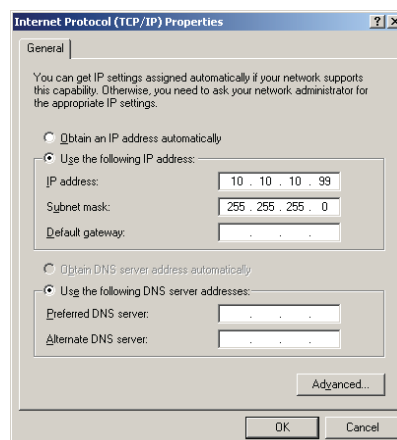 Internet Protocol (TCP/IP) Properties
General
You can get IP settings assigned automatically if your network supports
this capability. Otherwise, you need to ask your network administrator for
the appropriate IP settings.
Obtain an IP address automatically
Use the following IP address:
IP address: 10 . 10 . 10 . 99
Subnet mask: 255 . 255 . 255 . 0
Default gateway: . . .
Obtain DNS server address automatically
Use the following DNS server addresses:
Preferred DNS server: . . .
Alternate DNS server: . . .
Advanced...
OK Cancel